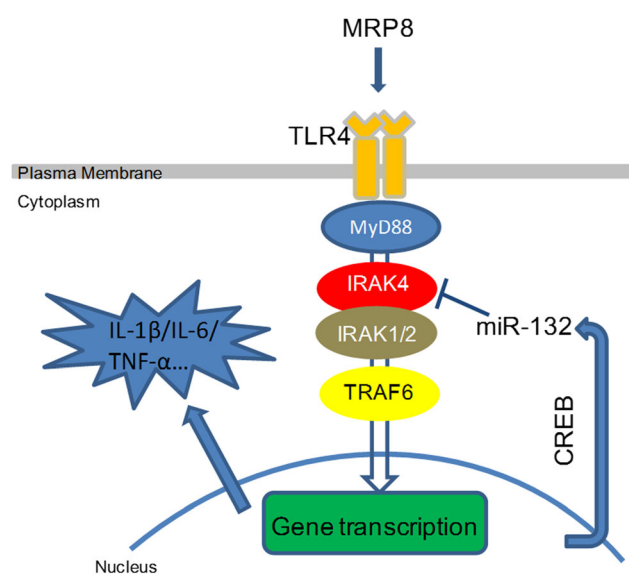 MRP8
TLR4
Plasma Membrane
Cytoplasm
MyD88
IRAK4
IL-1β/IL-6/
TNF-α...
IRAK1/2
miR-132
TRAF6
CREB
Gene transcription
Nucleus